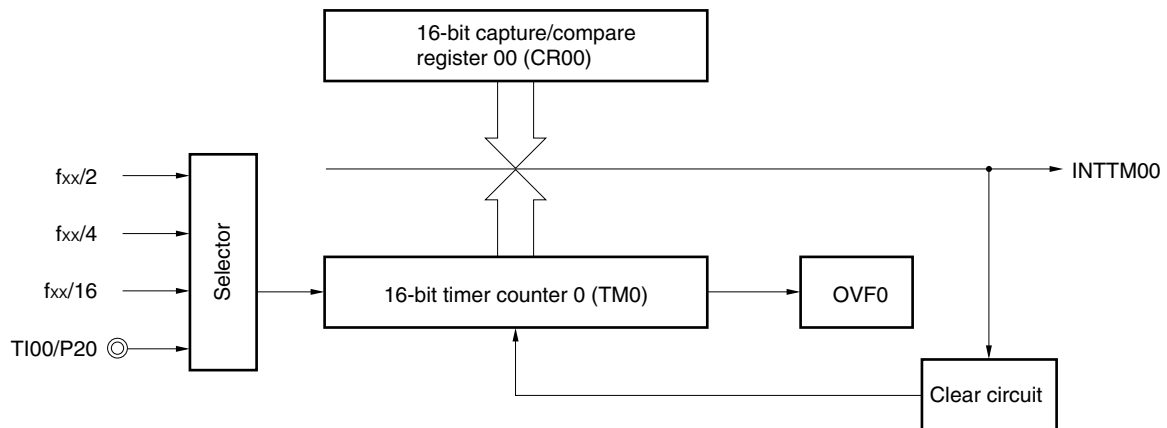 16-bit capture/compare
register 00 (CR00)
fxx/2
fxx/4
fxx/16
TI00/P20
Selector
INTTM00
16-bit timer counter 0 (TM0)
OVF0
Clear circuit